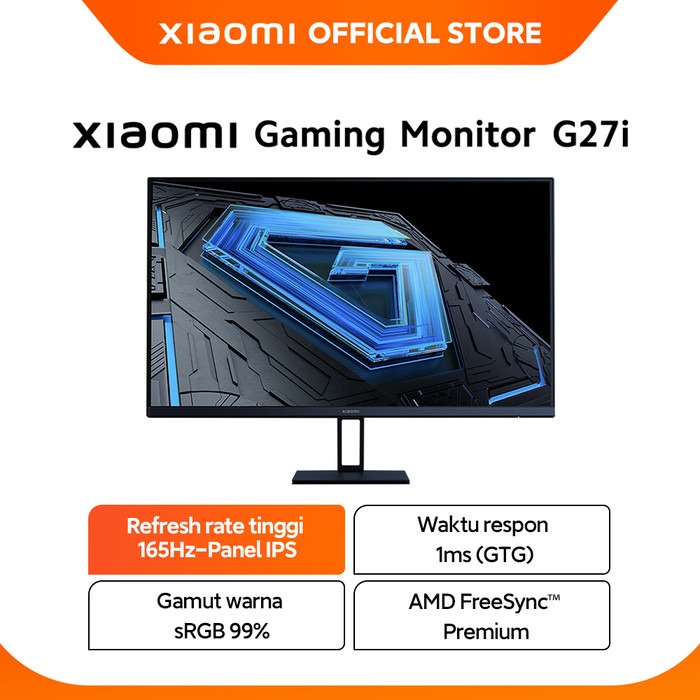 xiaomi OFFICIAL STORE
xiaomi Gaming Monitor G27i
xiaomi
Refresh rate tinggi
165Hz-Panel IPS
Waktu respon
1ms (GTG)
Gamut warna
sRGB 99%
AMD FreeSync™
Premium